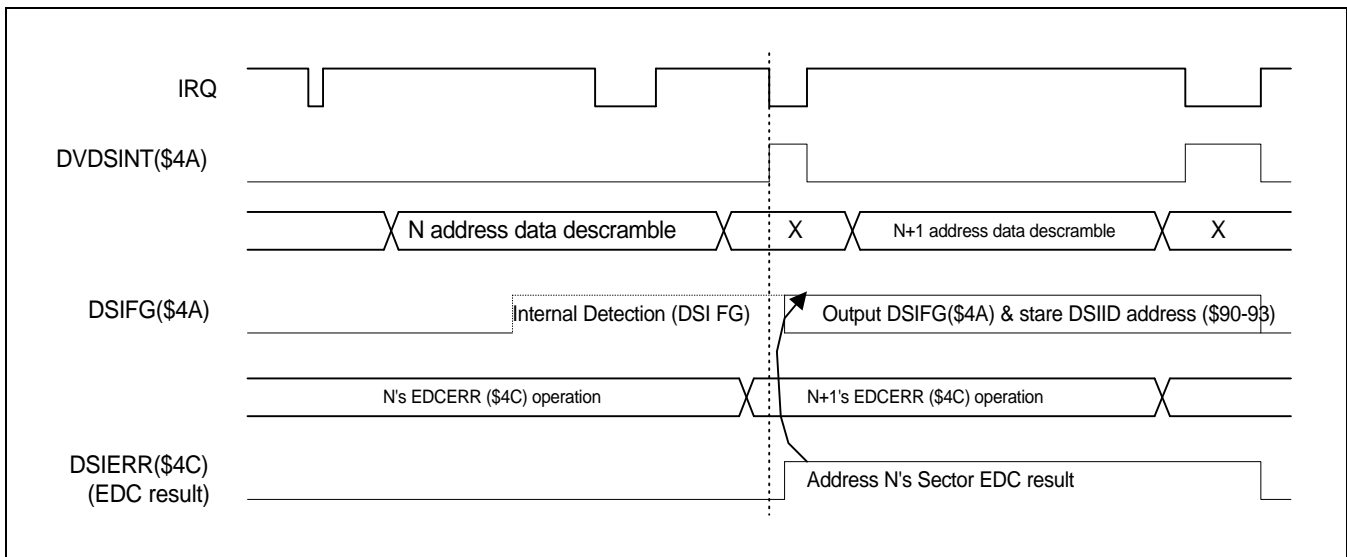 IRQ
DVDSINT($4A)
N address data descramble X N+1 address data descramble X
DSIFG($4A) Internal Detection (DSI FG) Output DSIFG($4A) & stare DSIID address ($90-93)
N's EDCERR ($4C) operation N+1's EDCERR ($4C) operation
DSIERR($4C)
(EDC result)
Address N's Sector EDC result